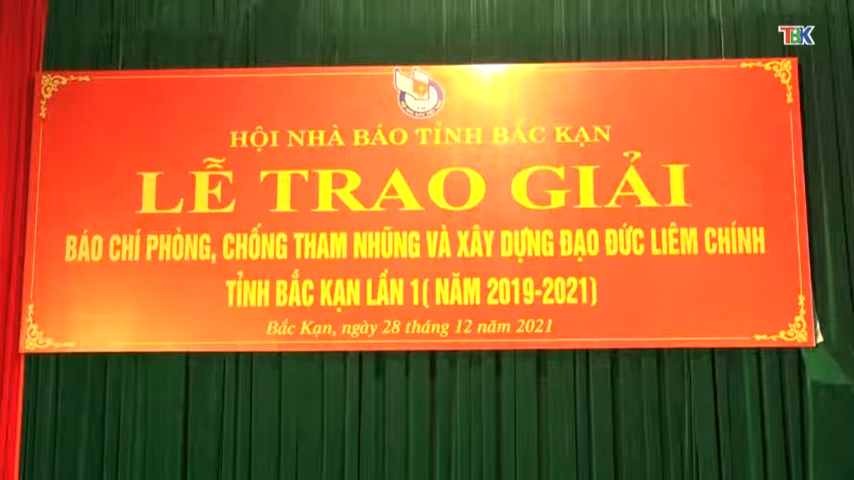 TBK
HỘI NHÀ BÁO TỈNH BẮC KẠN
LỄ TRAO GIẢI
BÁO CHÍ PHÒNG, CHỐNG THAM NHŨNG VÀ XÂY DỰNG ĐẠO ĐỨC LIÊM CHÍNH
TỈNH BẮC KẠN LẦN 1( NĂM 2019-2021)
Bắc Kạn, ngày 28 tháng 12 năm 2021